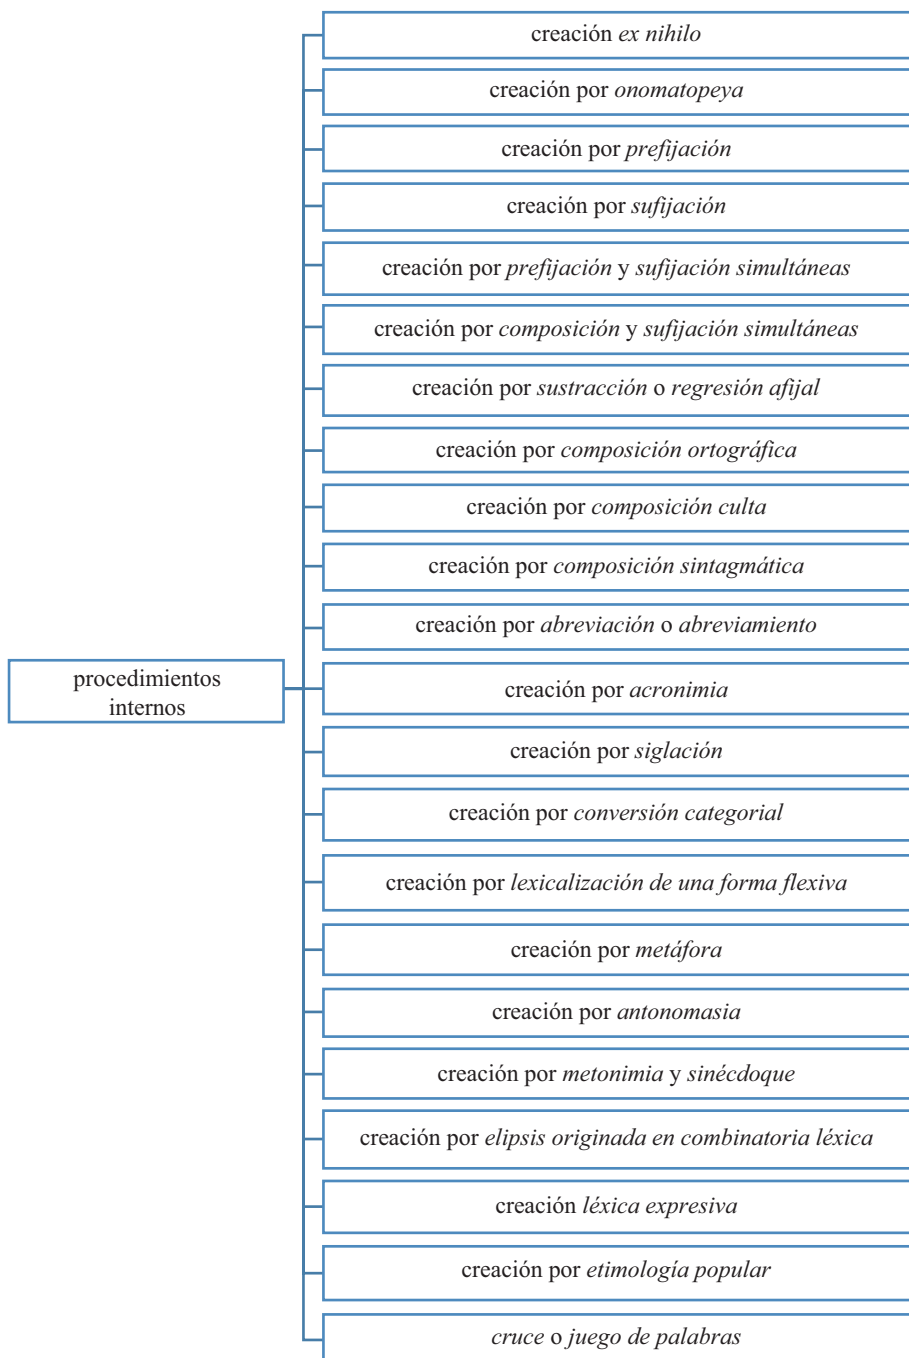 creación ex nihilo
creación por onomatopeya
creación por prefijación
creación por sufijación
creación por prefijación y sufijación simultáneas
creación por composición y sufijación simultáneas
creación por sustracción o regresión afijal
creación por composición ortográfica
creación por composición culta
creación por composición sintagmática
creación por abreviación o abreviamiento
procedimientos
internos
creación por acronimia
creación por siglación
creación por conversión categorial
creación por lexicalización de una forma flexiva
creación por metáfora
creación por antonomasia
creación por metonimia y sinécdoque
creación por elipsis originada en combinatoria léxica
creación léxica expresiva
creación por etimología popular
cruce o juego de palabras